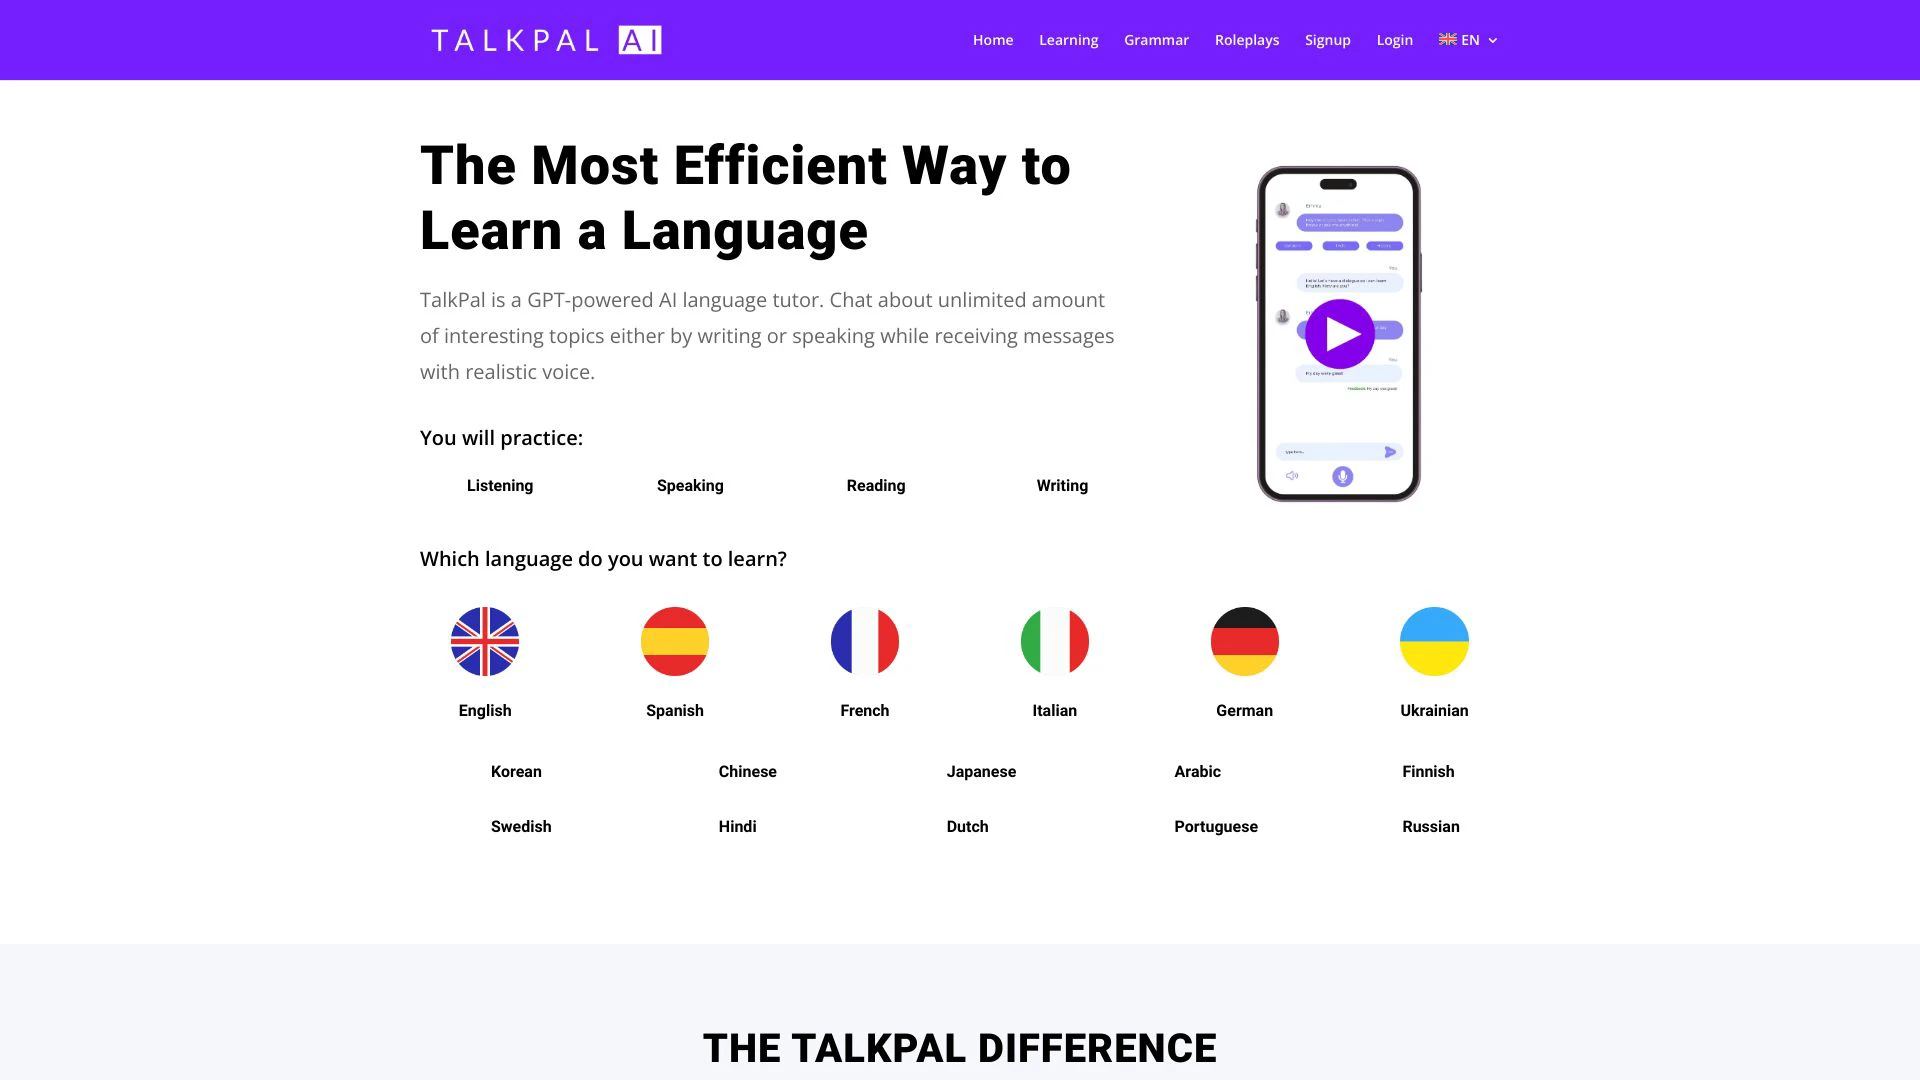 TALKPAL AI
Home Learning Grammar Roleplays Signup Login EN
The Most Efficient Way to
Learn a Language
TalkPal is a GPT-powered AI language tutor. Chat about unlimited amount
of interesting topics either by writing or speaking while receiving messages
with realistic voice.
You will practice:
Listening Speaking Reading Writing
Which language do you want to learn?
English Spanish French Italian German Ukrainian
Korean Chinese Japanese Arabic Finnish
Swedish Hindi Dutch Portuguese Russian
THE TALKPAL DIFFERENCE